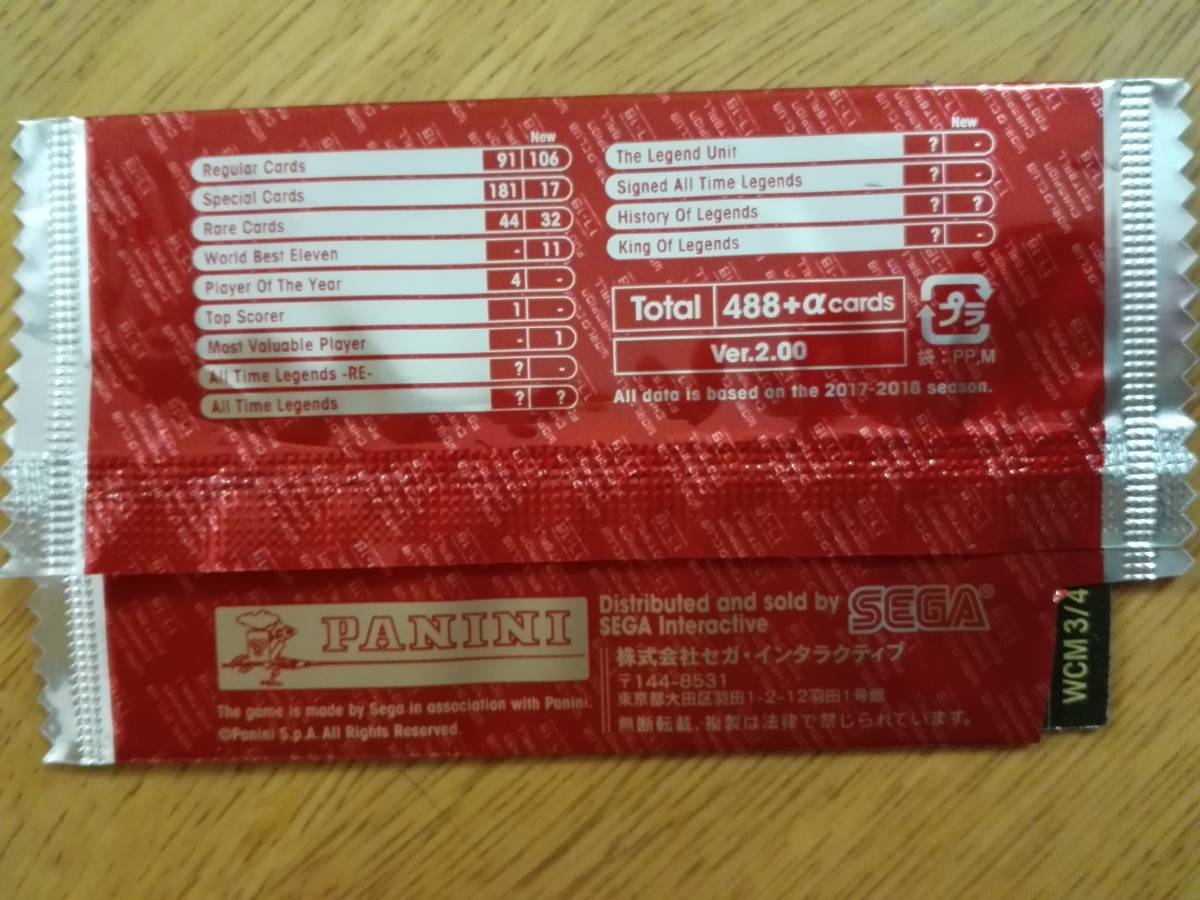 New
Regular Cards 91 106
Special Cards 181 17
Rare Cards 44 32
World Best Eleven - 11
Player Of The Year 4 -
Top Scorer 1 -
Most Valuable Player - 1
All Time Legends -RE- ? -
All Time Legends ? ?
New
The Legend Unit ? -
Signed All Time Legends ? -
History Of Legends ? ?
King Of Legends ? -
Total 488+αcards
Ver.2.00
プラ
袋:PP,M
All data is based on the 2017-2018 season.
PANINI
The game is made by Sega in association with Panini.
©Panini S.p.A. All Rights Reserved.
Distributed and sold by SEGA®
SEGA Interactive
株式会社セガ・インタラクティブ
〒144-8531
東京都大田区羽田1-2-12羽田1号館
無断転載、複製は法律で禁じられています。
WCM3/4